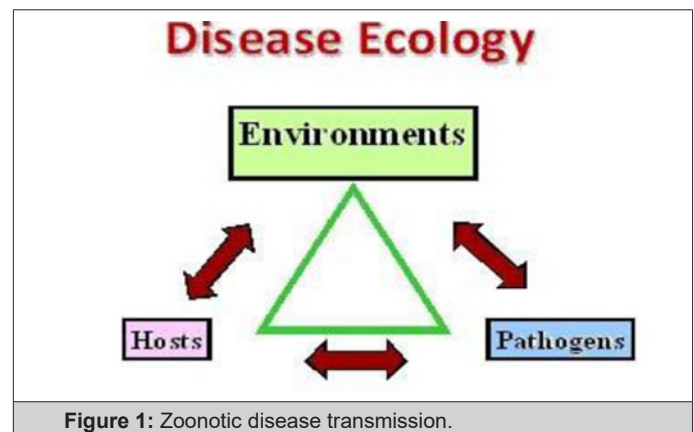 Disease Ecology
Environments
Hosts
Pathogens
Figure 1: Zoonotic disease transmission.